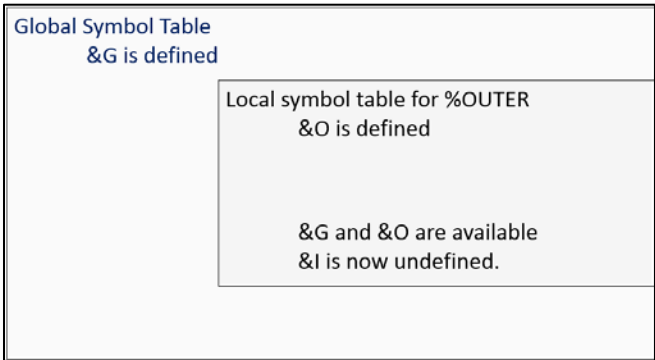 Global Symbol Table
&G is defined
Local symbol table for %OUTER
&O is defined
&G and &O are available
&I is now undefined.